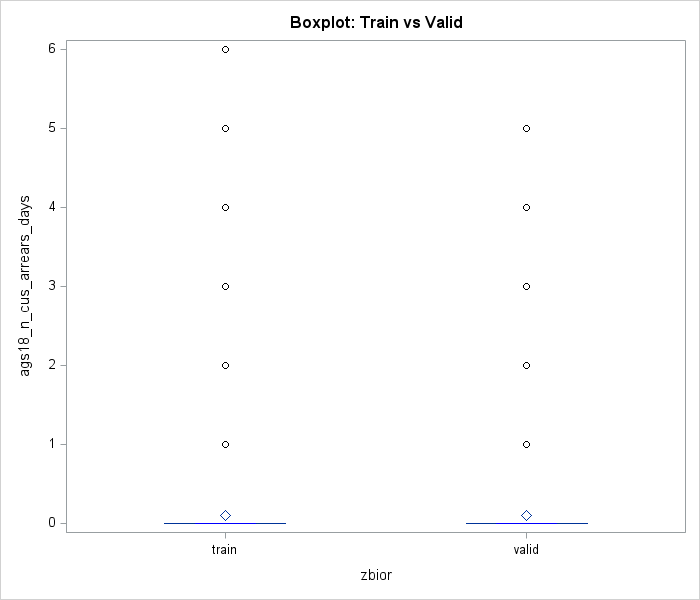 Boxplot: Train vs Valid
ags18_n_cus_arrears_days
6
5
4
3
2
1
0
train
valid
zbior